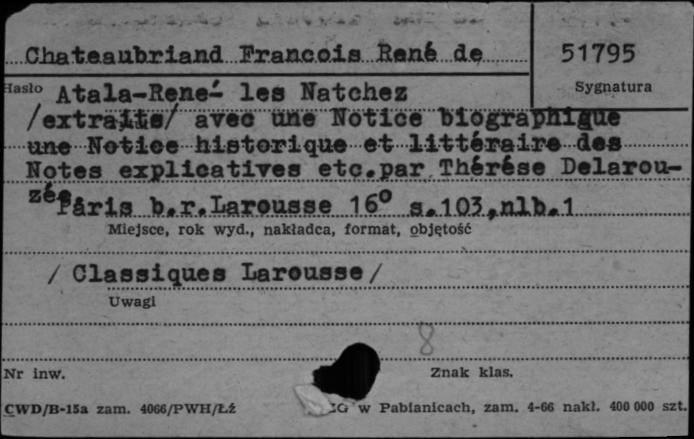 Chateaubriand Francois René de 51795
Hasło Atala-René- les Natchez Sygnatura
/extraits/ avec une Notice biographique
une Notice historique et littéraire des
Notes explicatives etc.par Thérése Delarou-
zée.
Paris b.r.Larousse 16° s.103,nlb.1
Miejsce, rok wyd., nakładca, format, objętość
/ Classiques Larousse/
Uwagi
8
Nr inw. Znak klas.
CWD/B-15a zam. 4066/PWH/Łź w Pabianicach, zam. 4-66 nakł. 400 000 szt.